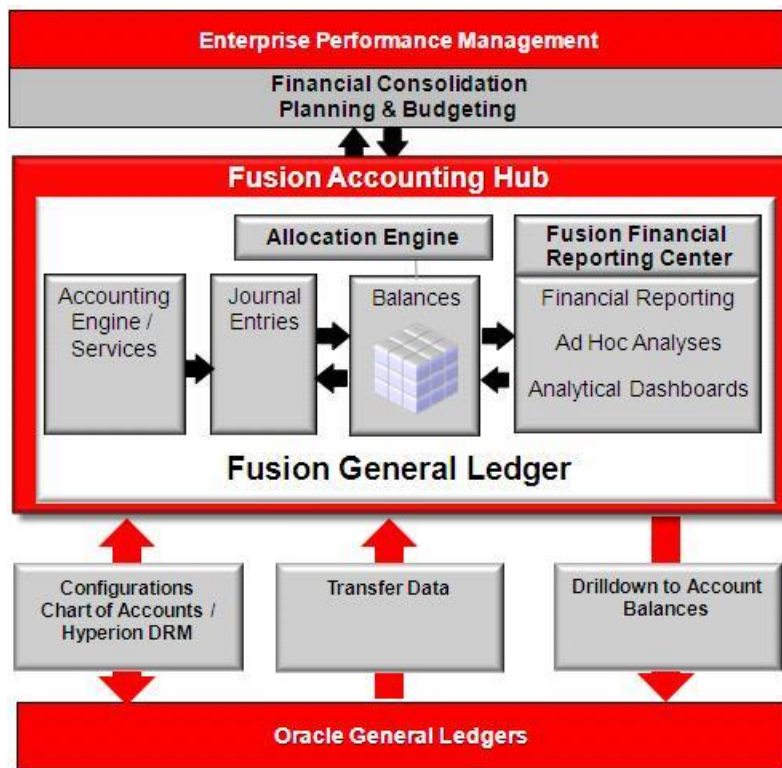 Enterprise Performance Management
Financial Consolidation
Planning & Budgeting
Fusion Accounting Hub
Allocation Engine
Fusion Financial
Reporting Center
Accounting
Engine /
Services
Journal
Entries
Balances
Financial Reporting
Ad Hoc Analyses
Analytical Dashboards
Fusion General Ledger
Configurations
Chart of Accounts /
Hyperion DRM
Transfer Data
Drilldown to Account
Balances
Oracle General Ledgers